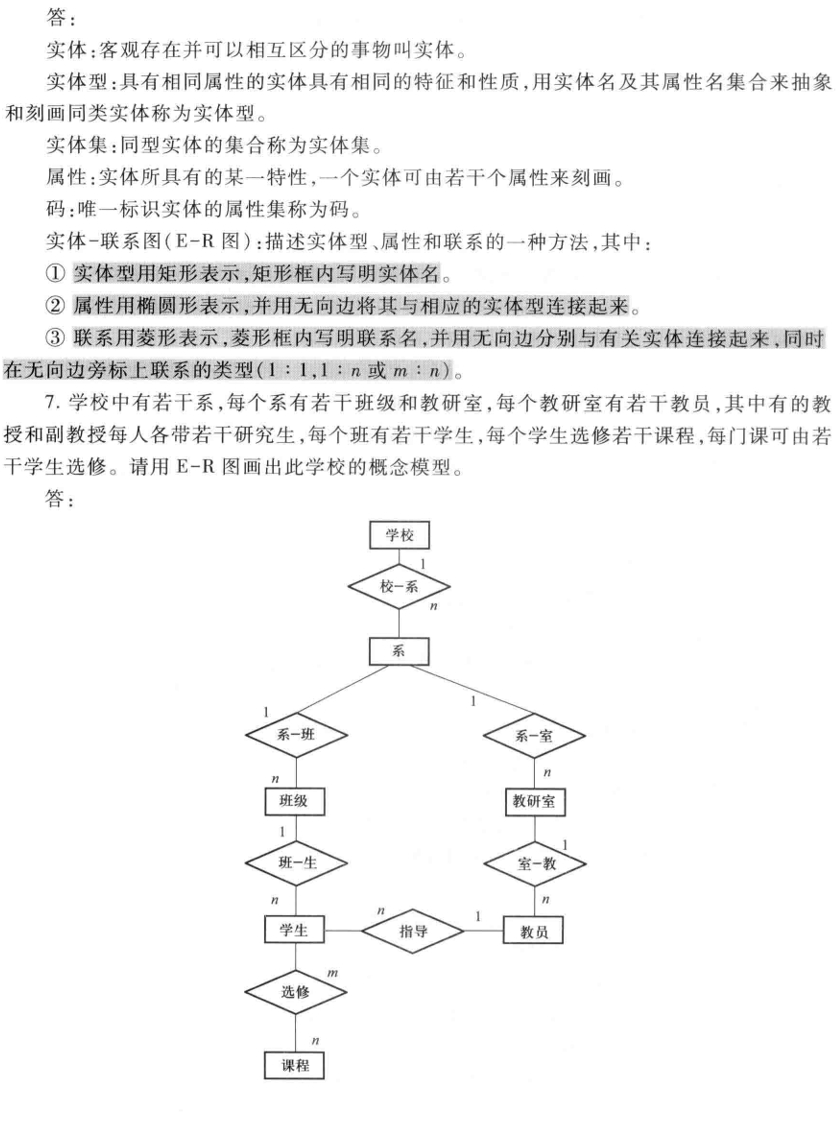 答：
实体:客观存在并可以相互区分的事物叫实体。
实体型:具有相同属性的实体具有相同的特征和性质,用实体名及其属性名集合来抽象
和刻画同类实体称为实体型。
实体集:同型实体的集合称为实体集。
属性:实体所具有的某一特性,一个实体可由若干个属性来刻画。
码:唯一标识实体的属性集称为码。
实体-联系图(E-R 图):描述实体型、属性和联系的一种方法,其中:
① 实体型用矩形表示,矩形框内写明实体名。
② 属性用椭圆形表示,并用无向边将其与相应的实体型连接起来。
③ 联系用菱形表示,菱形框内写明联系名,并用无向边分别与有关实体连接起来,同时
在无向边旁标上联系的类型(1∶1,1∶n 或 m∶n)。
7. 学校中有若干系,每个系有若干班级和教研室,每个教研室有若干教员,其中有的教
授和副教授每人各带若干研究生,每个班有若干学生,每个学生选修若干课程,每门课可由若
干学生选修。请用 E-R 图画出此学校的概念模型。
答：
学校
1
校—系
n
系
1 1
系—班 系—室
n n
班级 教研室
1 1
班—生 室—教
n n
学生 n 指导 1 教员
m
选修
n
课程